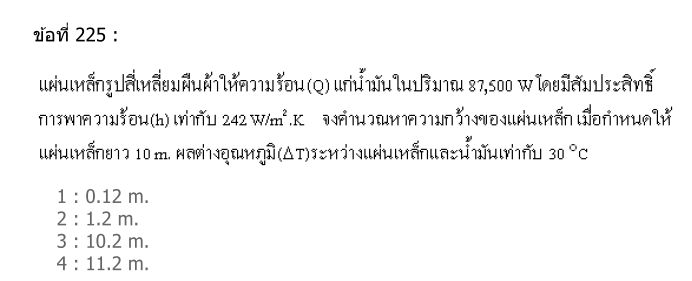 ข้อที่ 225 :
แผ่นเหล็กรูปสี่เหลี่ยมผืนผ้าให้ความร้อน(Q) แก่น้ำมันในปริมาณ 87,500 W โดยมีสัมประสิทธิ์
การพาความร้อน(h) เท่ากับ 242 W/m².K จงคำนวณหาความกว้างของแผ่นเหล็ก เมื่อกำหนดให้
แผ่นเหล็กยาว 10 m. ผลต่างอุณหภูมิ(ΔT)ระหว่างแผ่นเหล็กและน้ำมันเท่ากับ 30 °C
1 : 0.12 m.
2 : 1.2 m.
3 : 10.2 m.
4 : 11.2 m.